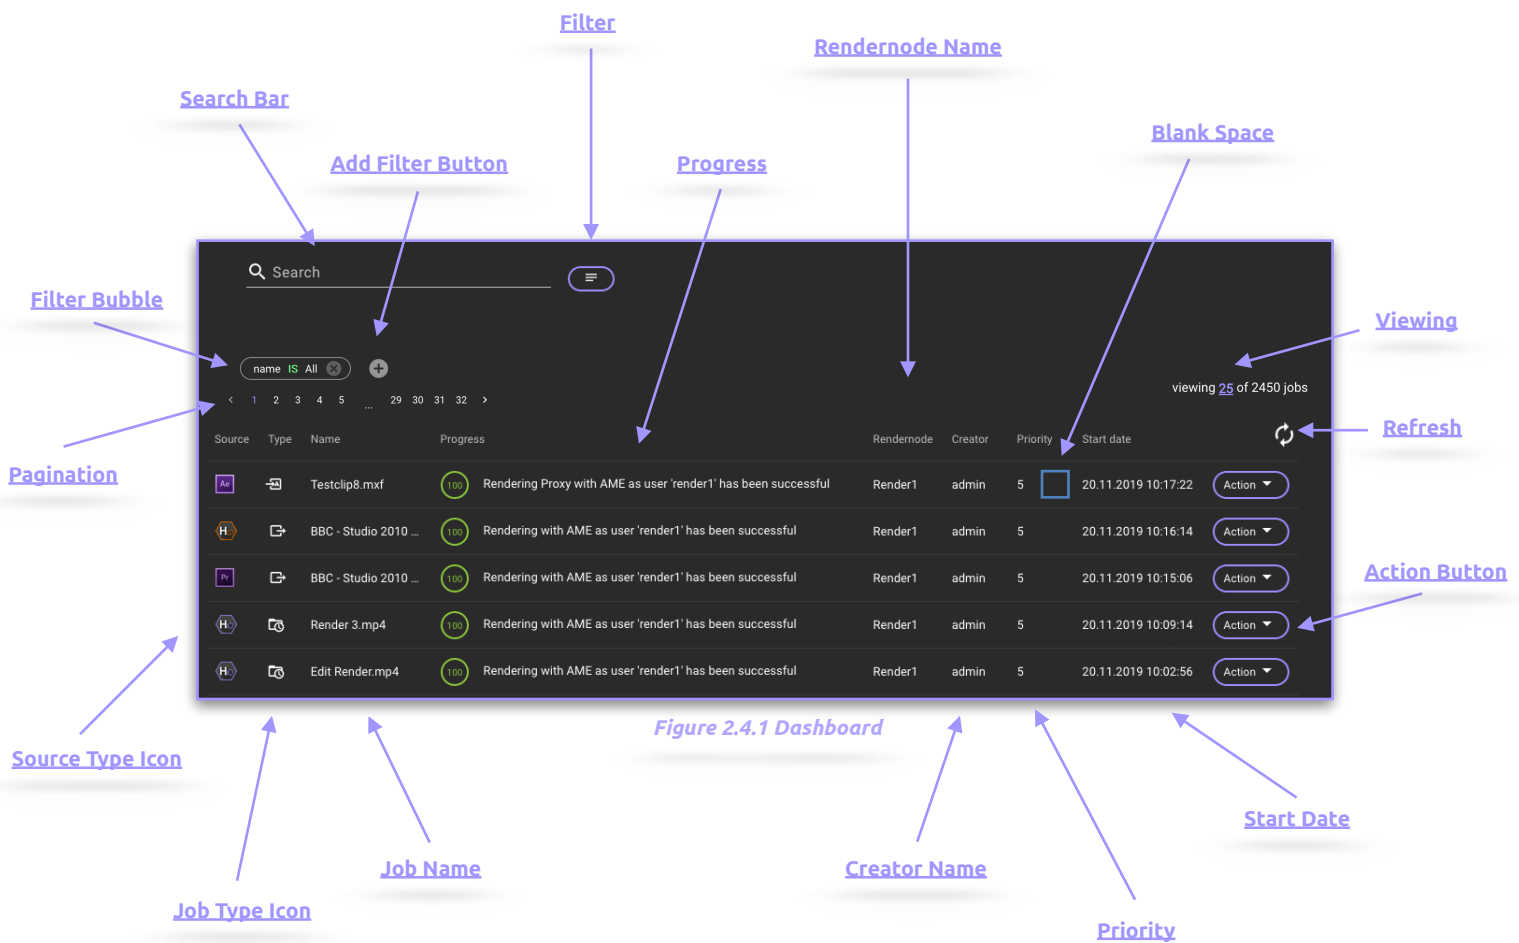 Filter
Rendernode Name
Search Bar
Blank Space
Add Filter Button
Progress
Search
Filter Bubble
Viewing
name IS All
viewing 25 of 2450 jobs
< 1 2 3 4 5 ... 29 30 31 32 >
Refresh
Source Type Name Progress Rendernode Creator Priority Start date
Pagination
Ae Testclip8.mxf 100 Rendering Proxy with AME as user 'render1' has been successful Render1 admin 5 20.11.2019 10:17:22 Action
H BBC - Studio 2010 ... 100 Rendering with AME as user 'render1' has been successful Render1 admin 5 20.11.2019 10:16:14 Action
Pr BBC - Studio 2010 ... 100 Rendering with AME as user 'render1' has been successful Render1 admin 5 20.11.2019 10:15:06 Action
Action Button
H Render 3.mp4 100 Rendering with AME as user 'render1' has been successful Render1 admin 5 20.11.2019 10:09:14 Action
H Edit Render.mp4 100 Rendering with AME as user 'render1' has been successful Render1 admin 5 20.11.2019 10:02:56 Action
Figure 2.4.1 Dashboard
Source Type Icon
Start Date
Job Name
Creator Name
Job Type Icon
Priority